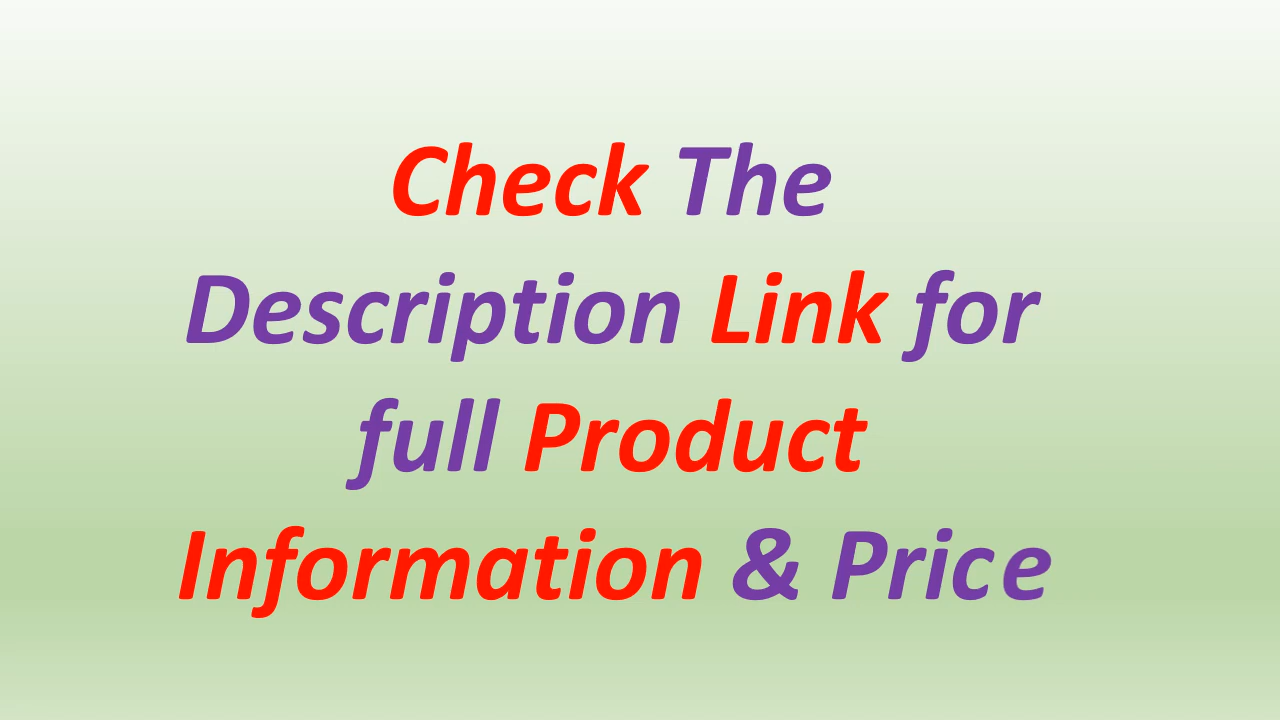 Check The
Description Link for
full Product
Information & Price